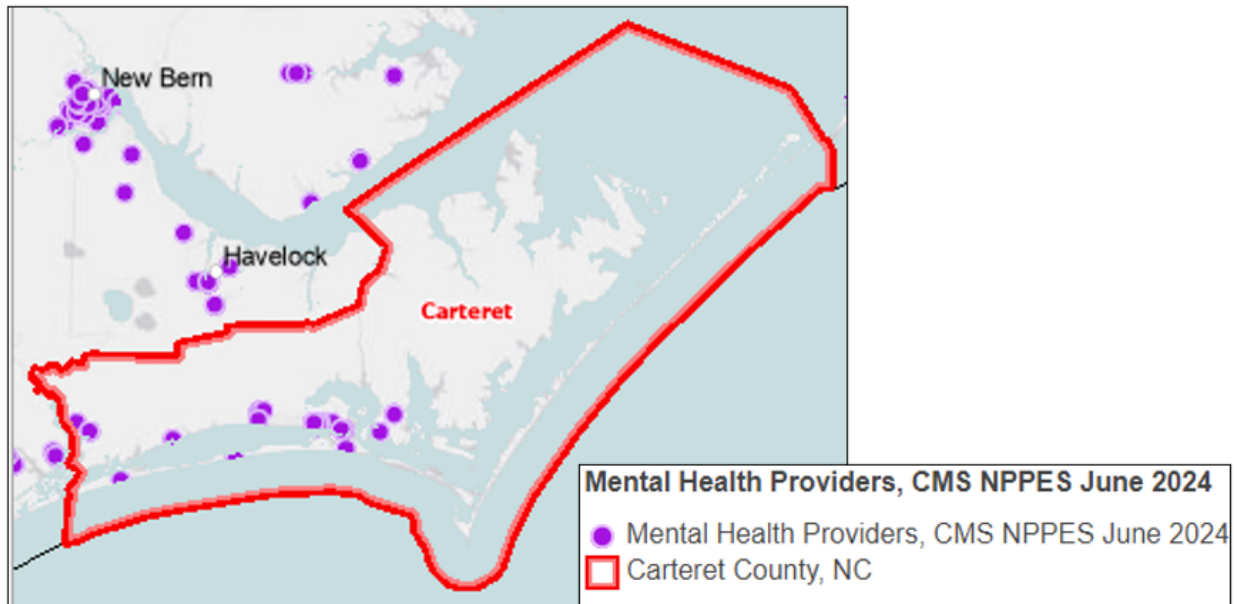 New Bern
Havelock
Carteret
Mental Health Providers, CMS NPPES June 2024
Mental Health Providers, CMS NPPES June 2024
Carteret County, NC